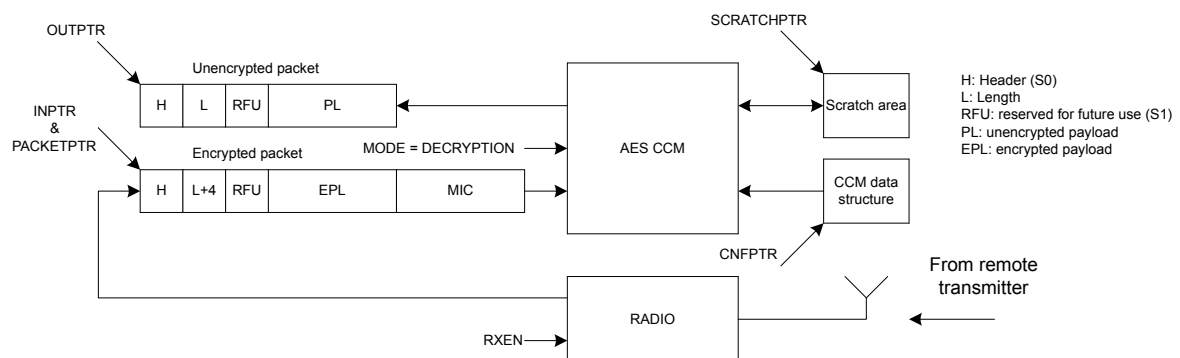 SCRATCHPTR
OUTPTR
Unencrypted packet
H L RFU PL
Scratch area
H: Header (S0)
L: Length
RFU: reserved for future use (S1)
PL: unencrypted payload
EPL: encrypted payload
INPTR
&
PACKETPTR
MODE = DECRYPTION
AES CCM
Encrypted packet
H L+4 RFU EPL MIC
CCM data
structure
CNFPTR
From remote
transmitter
RADIO
RXEN